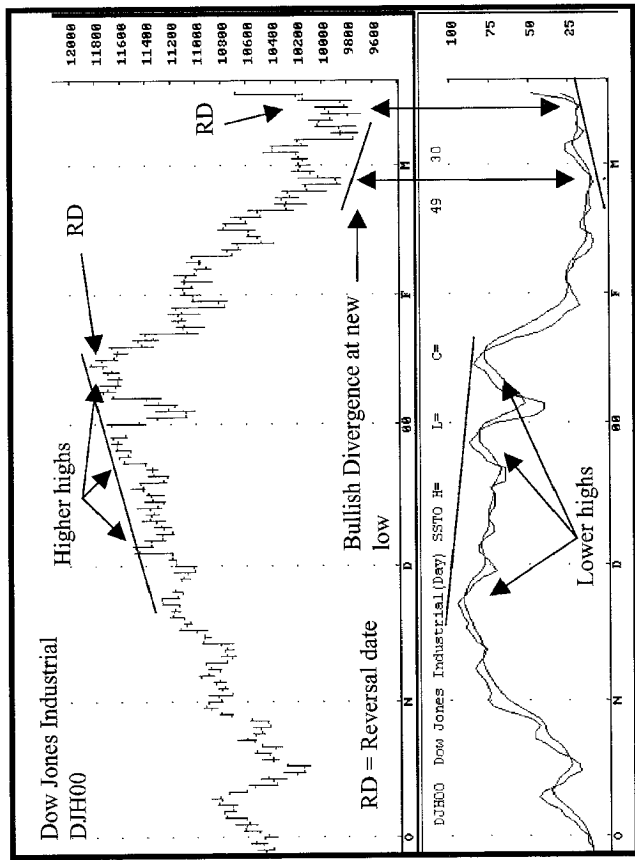 Dow Jones Industrial
DJH00
Higher highs
RD
RD
12000
11800
11600
11400
11200
11000
10800
10600
10400
10200
10000
9800
9600
Bullish Divergence at new
low
RD = Reversal date
O N D 00 F M
DJH00 Dow Jones Industrial(Day) SSTO H= L= C= 49 30
100
75
25
Lower highs
O N D 00 F M